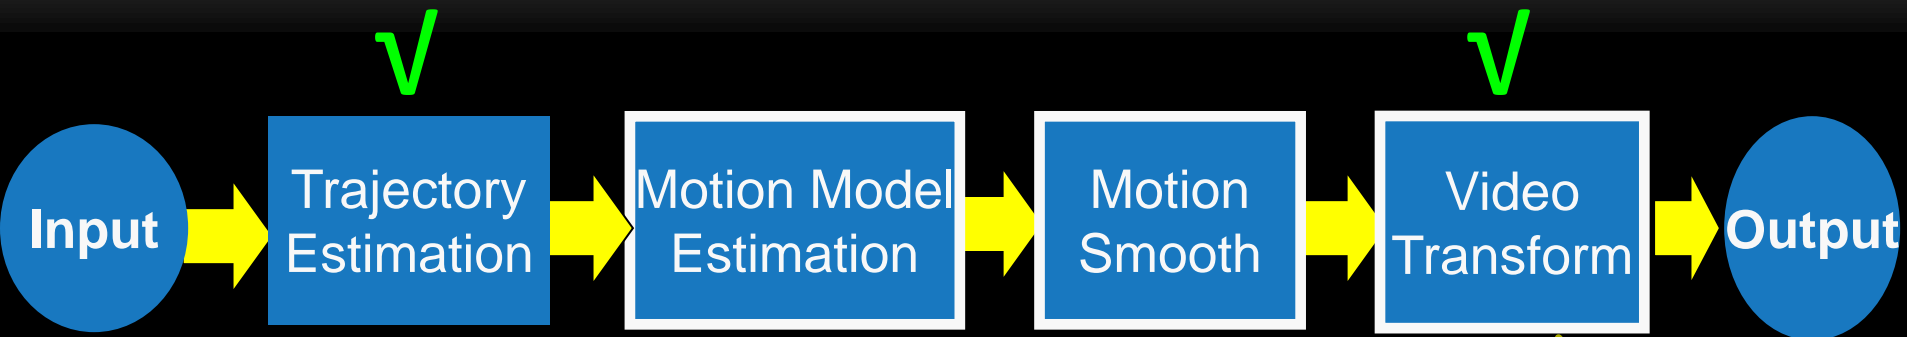 √
√
Input
Trajectory
Estimation
Motion Model
Estimation
Motion
Smooth
Video
Transform
Output